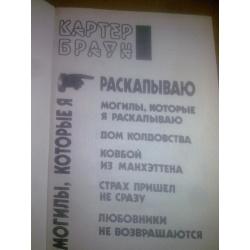 КАРТЕР
БРАУН
МОГИЛЫ, КОТОРЫЕ Я
РАСКАПЫВАЮ
МОГИЛЫ, КОТОРЫЕ
Я РАСКАПЫВАЮ
ДОМ КОЛДОВСТВА
КОВБОЙ
ИЗ МАНХЭТТЕНА
СТРАХ ПРИШЕЛ
НЕ СРАЗУ
ЛЮБОВНИКИ
НЕ ВОЗВРАЩАЮТСЯ